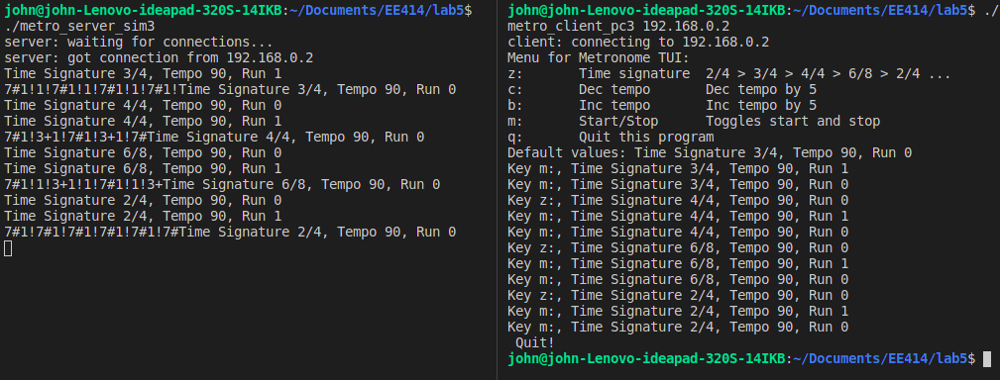 john@john-Lenovo-ideapad-320S-14IKB:~/Documents/EE414/lab5$
./metro_server_sim3
server: waiting for connections...
server: got connection from 192.168.0.2
Time Signature 3/4, Tempo 90, Run 1
7#1!1!7#1!1!7#1!1!7#1!Time Signature 3/4, Tempo 90, Run 0
Time Signature 4/4, Tempo 90, Run 0
Time Signature 4/4, Tempo 90, Run 1
7#1!3+1!7#1!3+1!7#Time Signature 4/4, Tempo 90, Run 0
Time Signature 6/8, Tempo 90, Run 0
Time Signature 6/8, Tempo 90, Run 1
7#1!1!3+1!1!7#1!1!3+Time Signature 6/8, Tempo 90, Run 0
Time Signature 2/4, Tempo 90, Run 0
Time Signature 2/4, Tempo 90, Run 1
7#1!7#1!7#1!7#1!7#1!7#Time Signature 2/4, Tempo 90, Run 0
john@john-Lenovo-ideapad-320S-14IKB:~/Documents/EE414/lab5$ ./
metro_client_pc3 192.168.0.2
client: connecting to 192.168.0.2
Menu for Metronome TUI:
z:       Time signature  2/4 > 3/4 > 4/4 > 6/8 > 2/4 ...
c:       Dec tempo       Dec tempo by 5
b:       Inc tempo       Inc tempo by 5
m:       Start/Stop      Toggles start and stop
q:       Quit this program
Default values: Time Signature 3/4, Tempo 90, Run 0
Key m:, Time Signature 3/4, Tempo 90, Run 1
Key m:, Time Signature 3/4, Tempo 90, Run 0
Key z:, Time Signature 4/4, Tempo 90, Run 0
Key m:, Time Signature 4/4, Tempo 90, Run 1
Key m:, Time Signature 4/4, Tempo 90, Run 0
Key z:, Time Signature 6/8, Tempo 90, Run 0
Key m:, Time Signature 6/8, Tempo 90, Run 1
Key m:, Time Signature 6/8, Tempo 90, Run 0
Key z:, Time Signature 2/4, Tempo 90, Run 0
Key m:, Time Signature 2/4, Tempo 90, Run 1
Key m:, Time Signature 2/4, Tempo 90, Run 0
Quit!
john@john-Lenovo-ideapad-320S-14IKB:~/Documents/EE414/lab5$